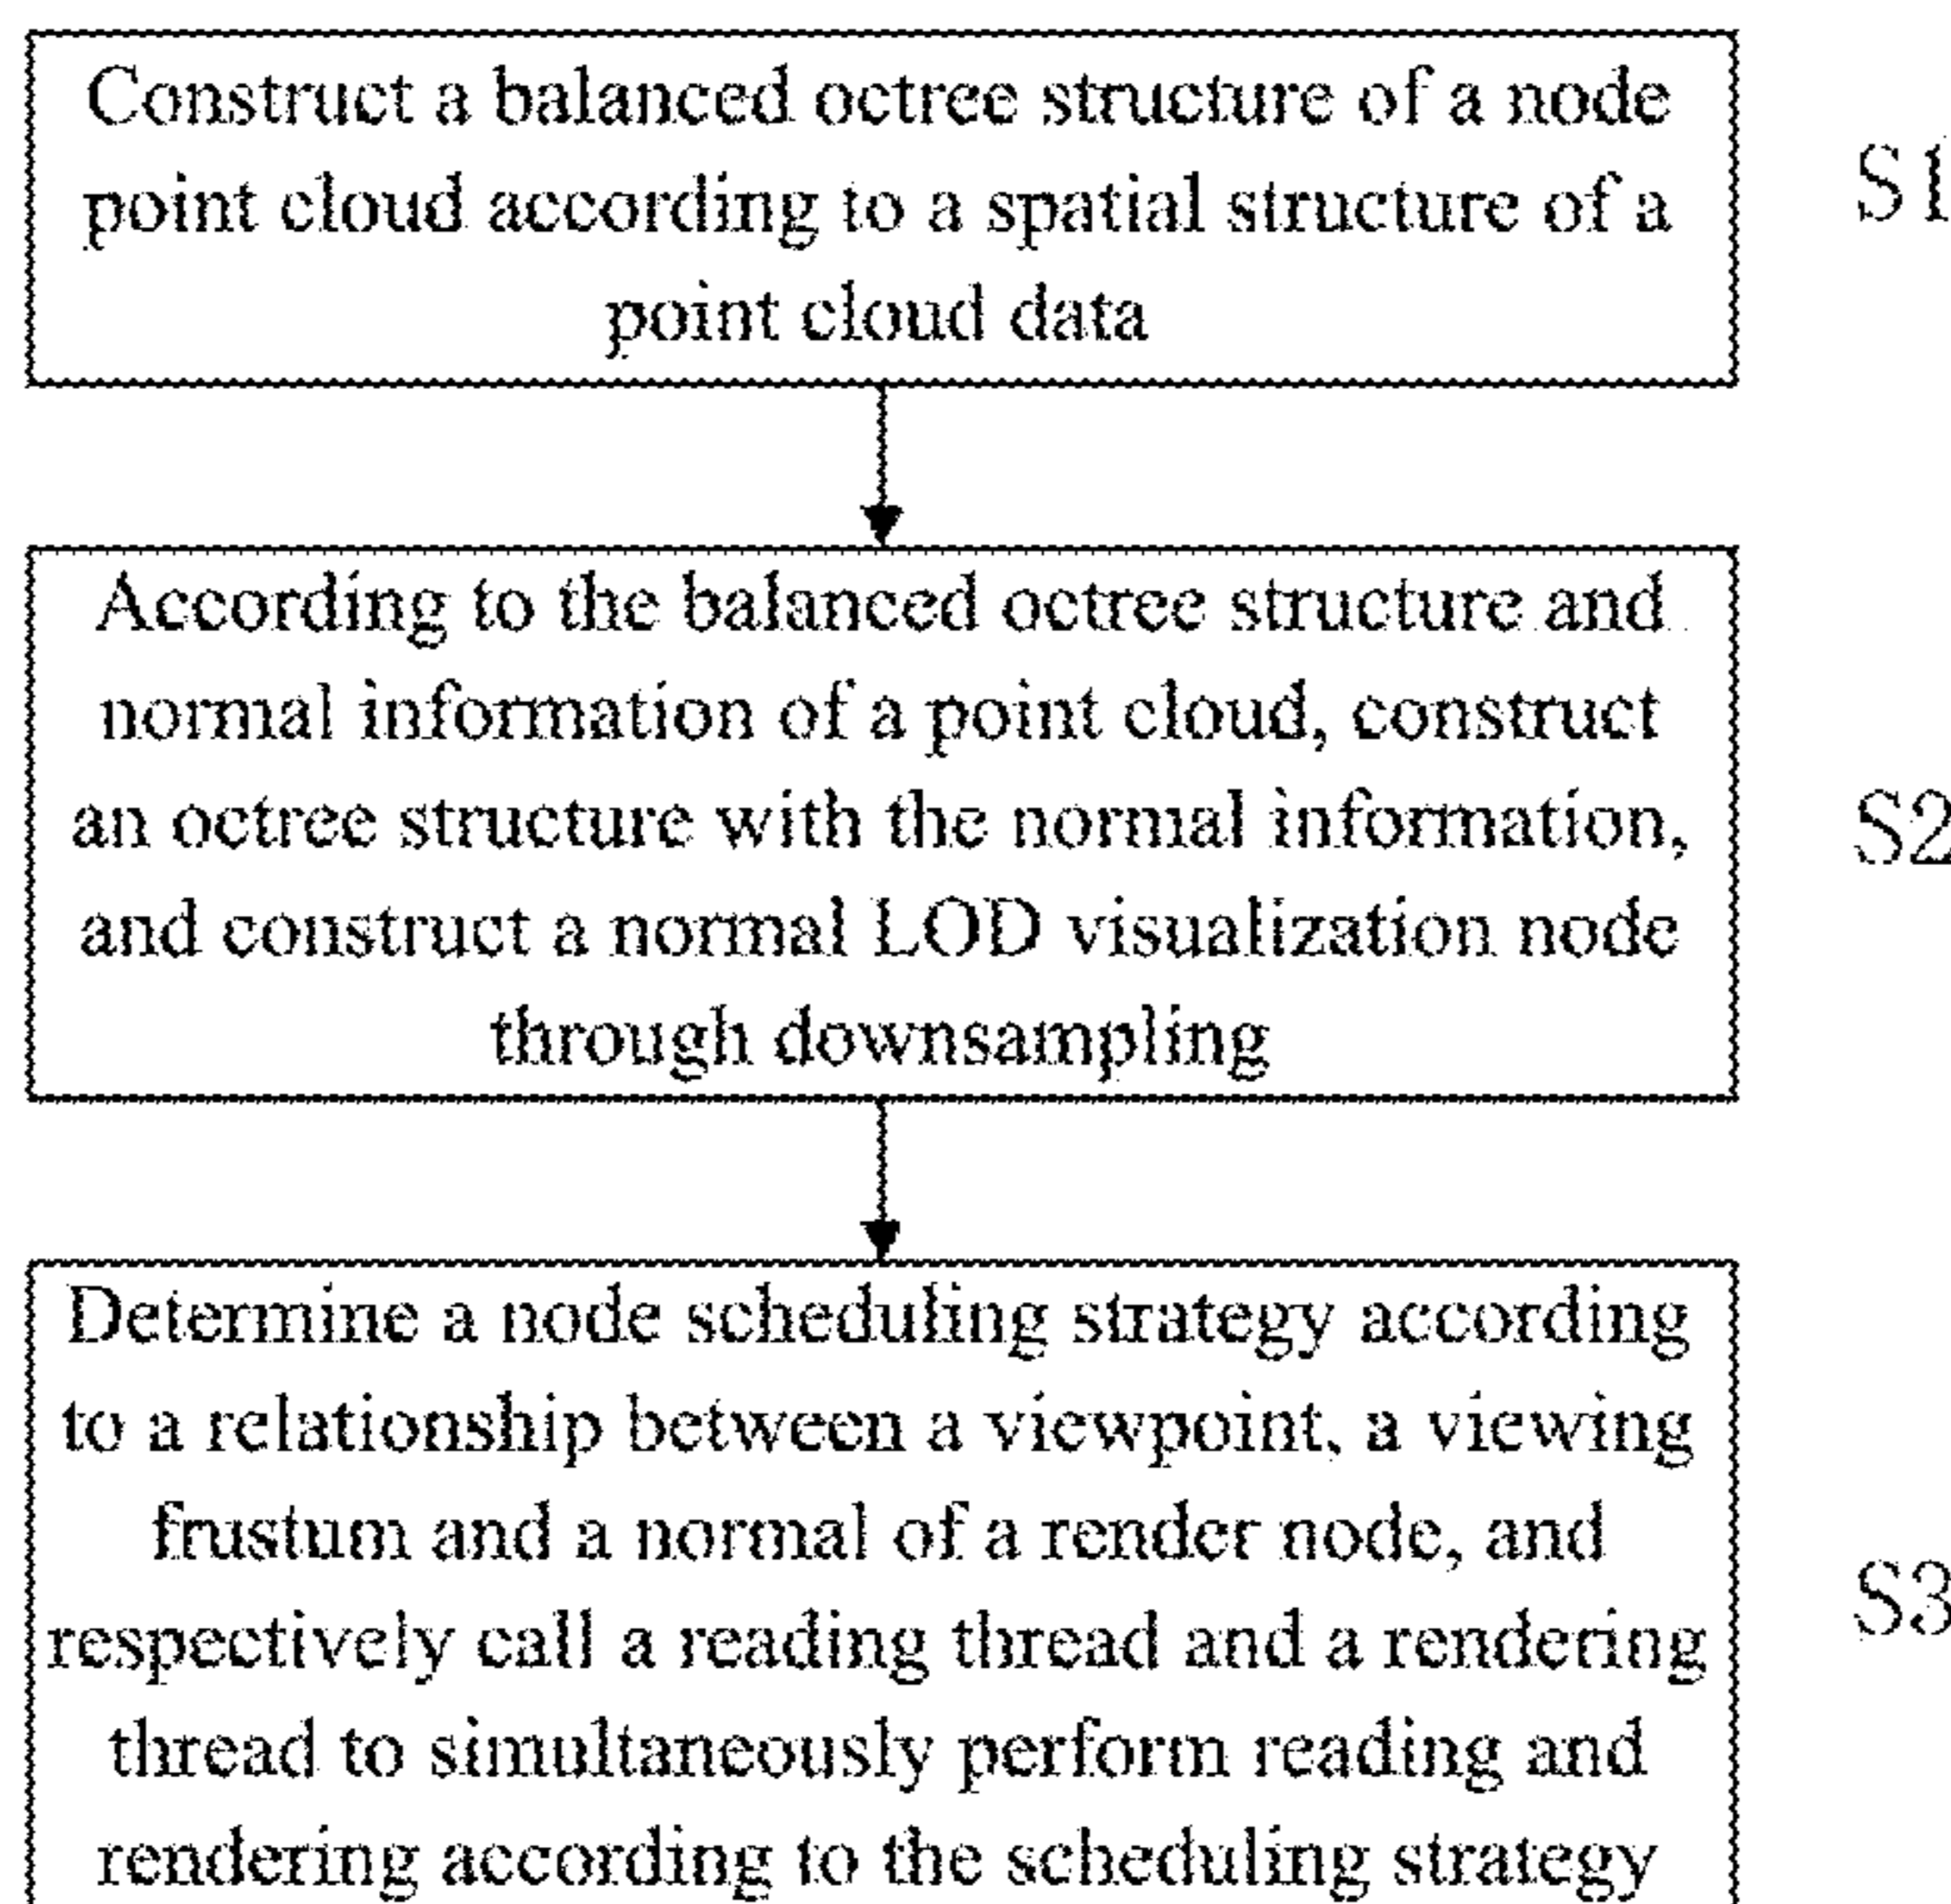 Construct a balanced octree structure of a node
point cloud according to a spatial structure of a
point cloud data
S1
According to the balanced octree structure and
normal information of a point cloud, construct
an octree structure with the normal information,
and construct a normal LOD visualization node
through downsampling
S2
Determine a node scheduling strategy according
to a relationship between a viewpoint, a viewing
frustum and a normal of a render node, and
respectively call a reading thread and a rendering
thread to simultaneously perform reading and
rendering according to the scheduling strategy
S3